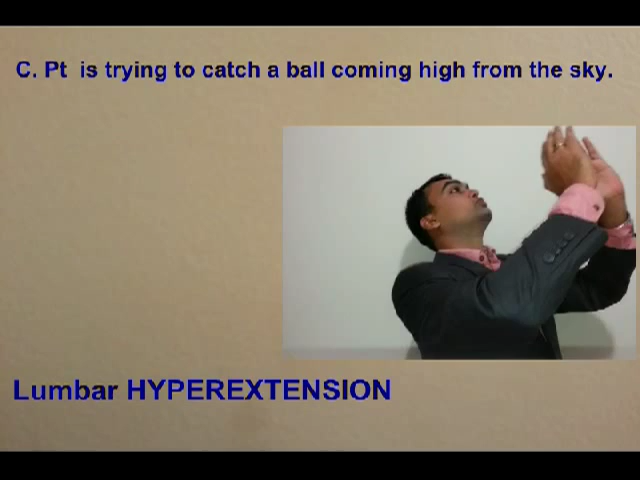 C. Pt is trying to catch a ball coming high from the sky.
Lumbar HYPEREXTENSION